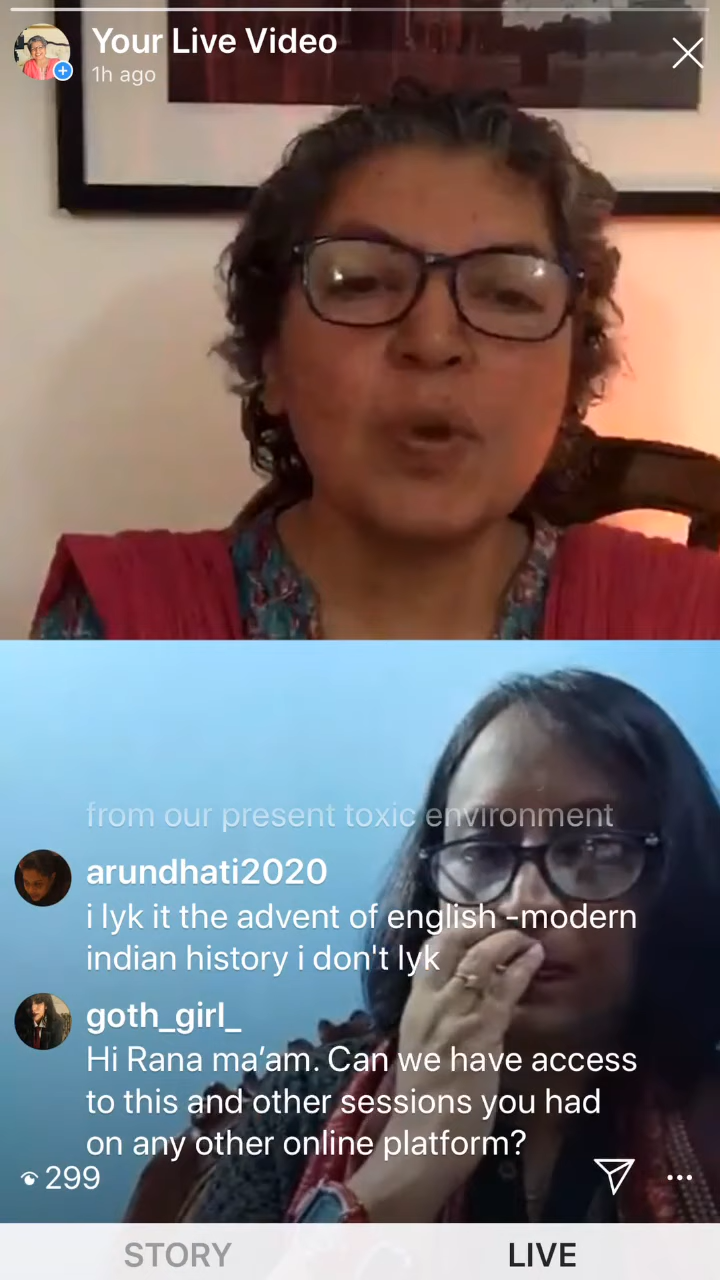 Your Live Video
1h ago
from our present toxic environment
arundhati2020
i lyk it the advent of english -modern
indian history i don't lyk
goth_girl_
Hi Rana ma’am. Can we have access
to this and other sessions you had
on any other online platform?
299
STORY
LIVE